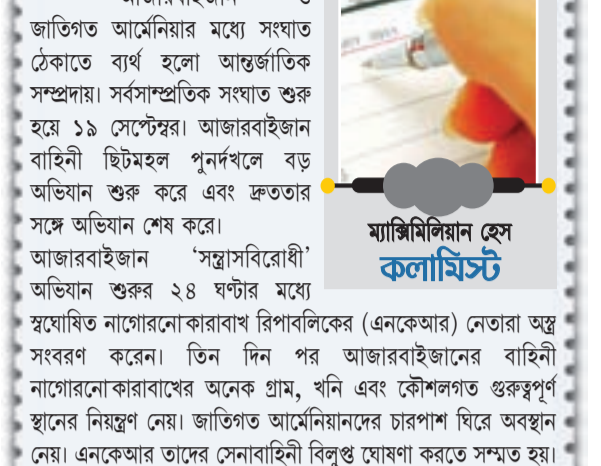 আজারবাইজান ও
জাতিগত আর্মেনিয়ার মধ্যে সংঘাত
ঠেকাতে ব্যর্থ হলো আন্তর্জাতিক
সম্প্রদায়। সর্বসাম্প্রতিক সংঘাত শুরু
হয়ে ১৯ সেপ্টেম্বর। আজারবাইজান
বাহিনী ছিটমহল পুনর্দখলে বড়
অভিযান শুরু করে এবং দ্রুততার
সঙ্গে অভিযান শেষ করে।
আজারবাইজান ‘সন্ত্রাসবিরোধী’
অভিযান শুরুর ২৪ ঘণ্টার মধ্যে
স্বঘোষিত নাগোরনো কারাবাখ রিপাবলিকের (এনকেআর) নেতারা অস্ত্র
সংবরণ করেন। তিন দিন পর আজারবাইজানের বাহিনী
নাগোরনো কারাবাখের অনেক গ্রাম, খনি এবং কৌশলগত গুরুত্বপূর্ণ
স্থানের নিয়ন্ত্রণ নেয়। জাতিগত আর্মেনিয়ানদের চারপাশ ঘিরে অবস্থান
নেয়। এনকেআর তাদের সেনাবাহিনী বিলুপ্ত ঘোষণা করতে সম্মত হয়।
ম্যাক্সিমিলিয়ান হেস
কলামিস্ট